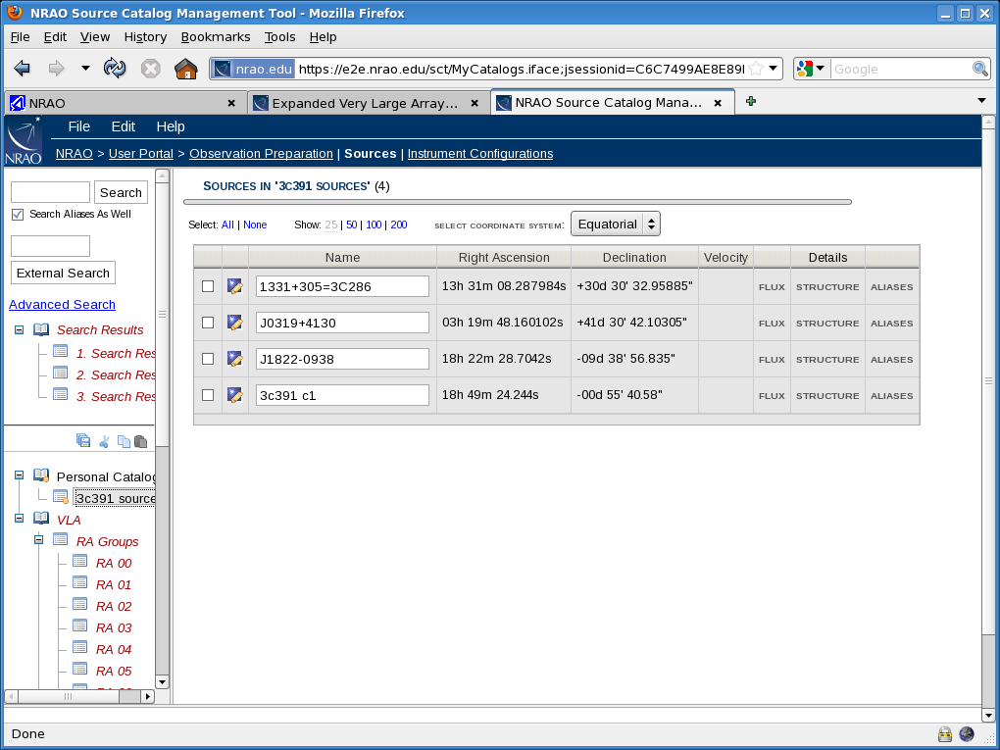 NRAO Source Catalog Management Tool - Mozilla Firefox
File Edit View History Bookmarks Tools Help
nrao.edu https://e2e.nrao.edu/sct/MyCatalogs.iface;jsessionid=C6C7499AE8E89 Google
NRAO Expanded Very Large Array... NRAO Source Catalog Mana...
File Edit Help
NRAO
NRAO > User Portal > Observation Preparation | Sources | Instrument Configurations
Search
Search Aliases As Well
External Search
Advanced Search
Search Results
1. Search Res
2. Search Res
3. Search Res
Personal Catalog
3c391 source
VLA
RA Groups
RA 00
RA 01
RA 02
RA 03
RA 04
RA 05
Sources in '3c391 sources' (4)
Select: All | None Show: 25 | 50 | 100 | 200 select coordinate system: Equatorial
Name Right Ascension Declination Velocity Details
1331+305=3C286 13h 31m 08.287984s +30d 30' 32.95885" FLUX STRUCTURE ALIASES
J0319+4130 03h 19m 48.160102s +41d 30' 42.10305" FLUX STRUCTURE ALIASES
J1822-0938 18h 22m 28.7042s -09d 38' 56.835" FLUX STRUCTURE ALIASES
3c391 c1 18h 49m 24.244s -00d 55' 40.58" FLUX STRUCTURE ALIASES
Done